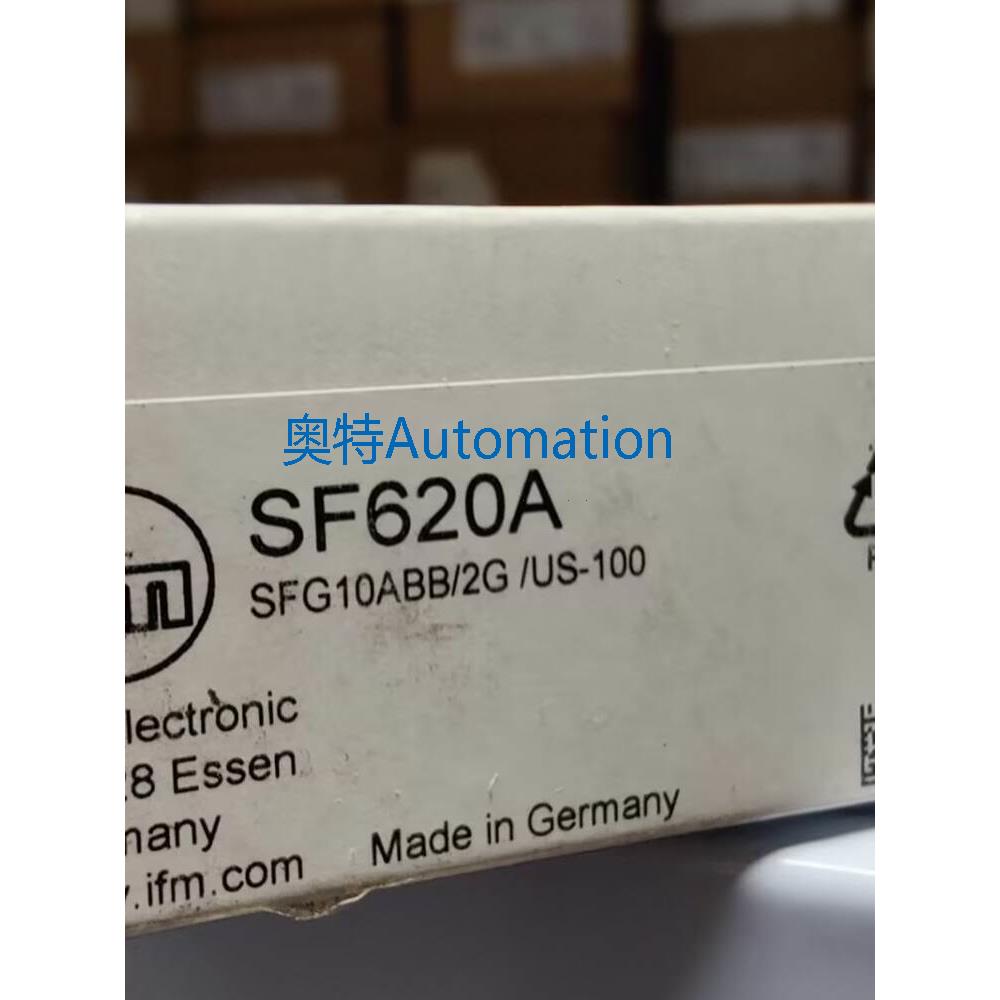 奥特Automation
SF620A
SFG10ABB/2G /US-100
lectronic
28 Essen
many
.ifm.com
Made in Germany